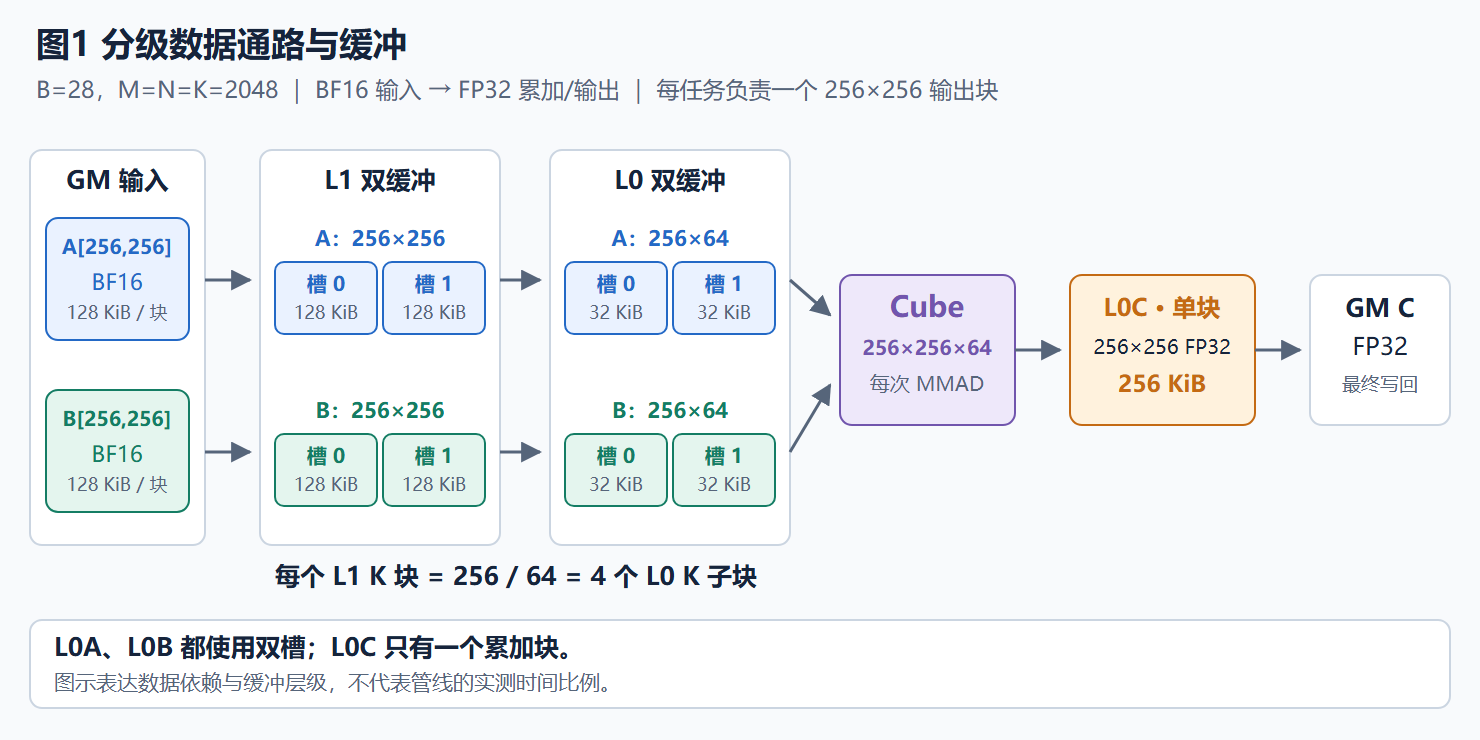 图1 分级数据通路与缓冲
B=28，M=N=K=2048 ｜ BF16 输入 → FP32 累加/输出 ｜ 每任务负责一个 256×256 输出块
GM 输入
A[256,256]
BF16
128 KiB / 块
B[256,256]
BF16
128 KiB / 块
L1 双缓冲
A：256×256
槽 0
128 KiB
槽 1
128 KiB
B：256×256
槽 0
128 KiB
槽 1
128 KiB
L0 双缓冲
A：256×64
槽 0
32 KiB
槽 1
32 KiB
B：256×64
槽 0
32 KiB
槽 1
32 KiB
Cube
256×256×64
每次 MMAD
L0C · 单块
256×256 FP32
256 KiB
GM C
FP32
最终写回
每个 L1 K 块 = 256 / 64 = 4 个 L0 K 子块
L0A、L0B 都使用双槽；L0C 只有一个累加块。
图示表达数据依赖与缓冲层级，不代表管线的实测时间比例。